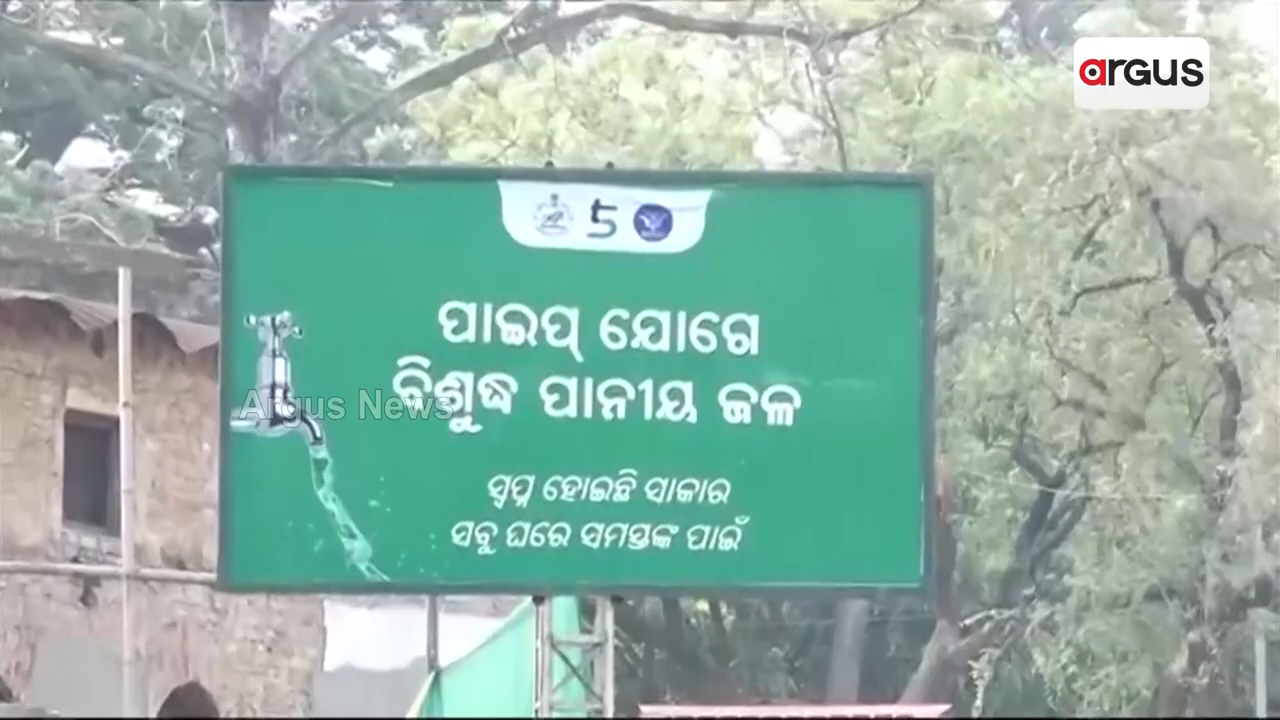 argus
5
ପାଇପ୍ ଯୋଗେ
ବିଶୁଦ୍ଧ ପାନୀୟ ଜଳ
Argus News
ସ୍ୱପ୍ନ ହୋଇଛି ସାକାର
ସବୁ ଘରେ ସମସ୍ତଙ୍କ ପାଇଁ